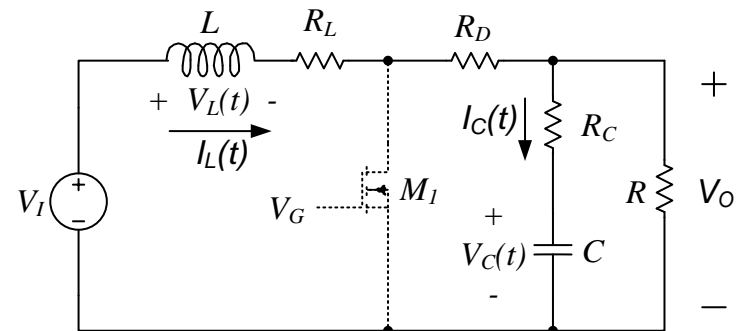 L
R_L
R_D
+ V_L(t) -
I_L(t)
I_C(t)
R_C
+
V_I
+
−
V_G
M_1
+
V_C(t)
-
C
R
V_O
−